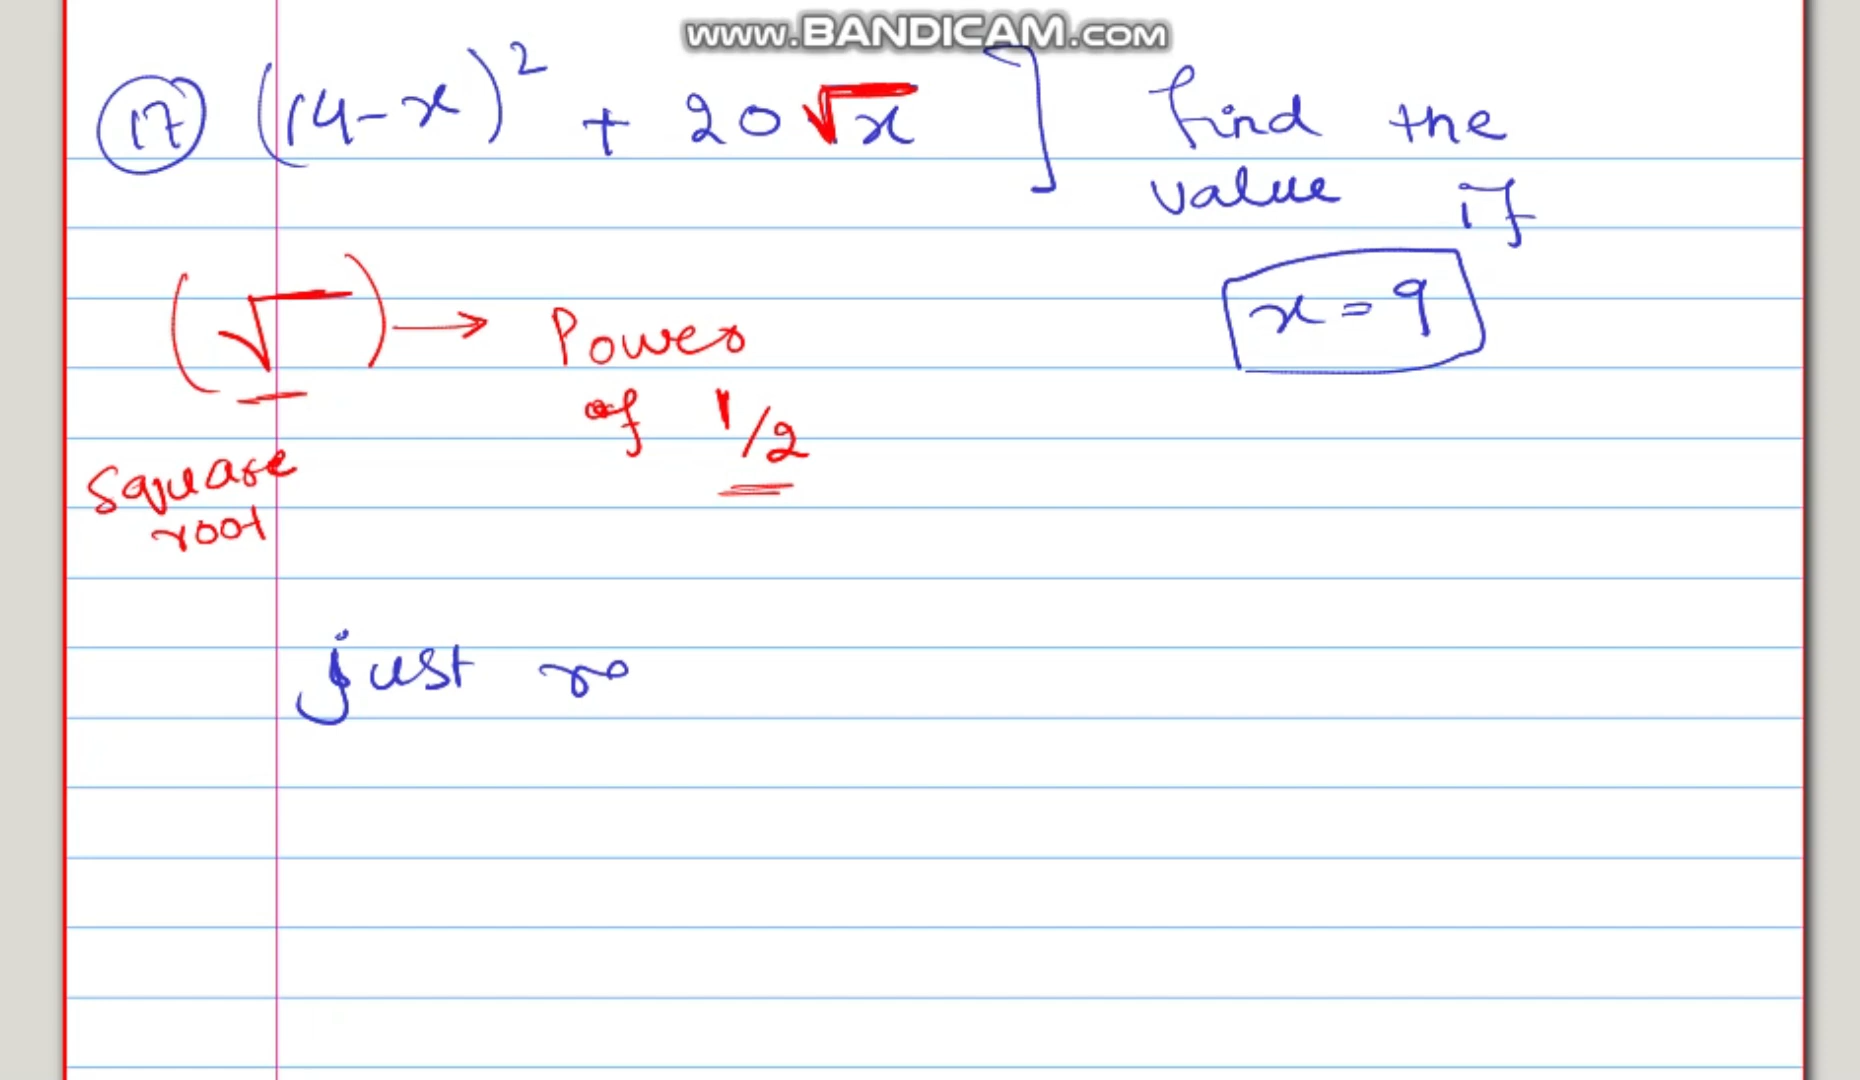 www.BANDICAM.com
17 (14-x)² + 20√x ] find the
value if
x = 9
(√ ) → Power
of 1/2
Square
root
just ro